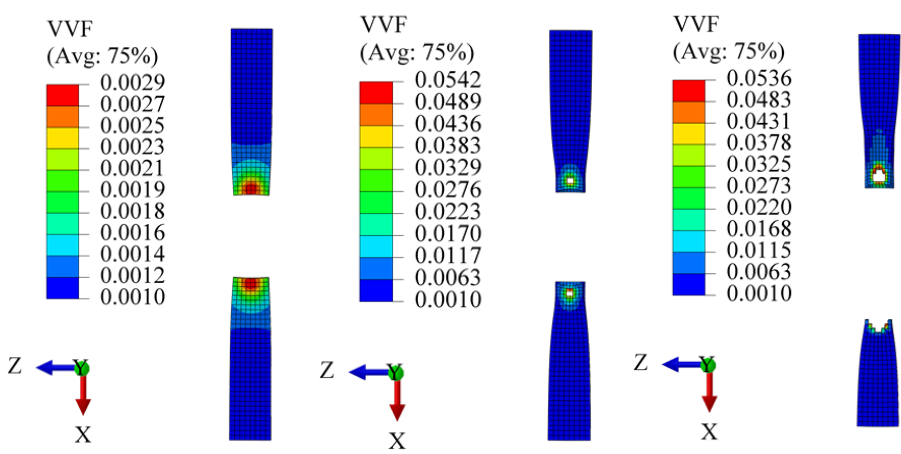 VVF
(Avg: 75%)
0.0029
0.0027
0.0025
0.0023
0.0021
0.0019
0.0018
0.0016
0.0014
0.0012
0.0010
Z
Y
X
VVF
(Avg: 75%)
0.0542
0.0489
0.0436
0.0383
0.0329
0.0276
0.0223
0.0170
0.0117
0.0063
0.0010
Z
Y
X
VVF
(Avg: 75%)
0.0536
0.0483
0.0431
0.0378
0.0325
0.0273
0.0220
0.0168
0.0115
0.0063
0.0010
Z
Y
X